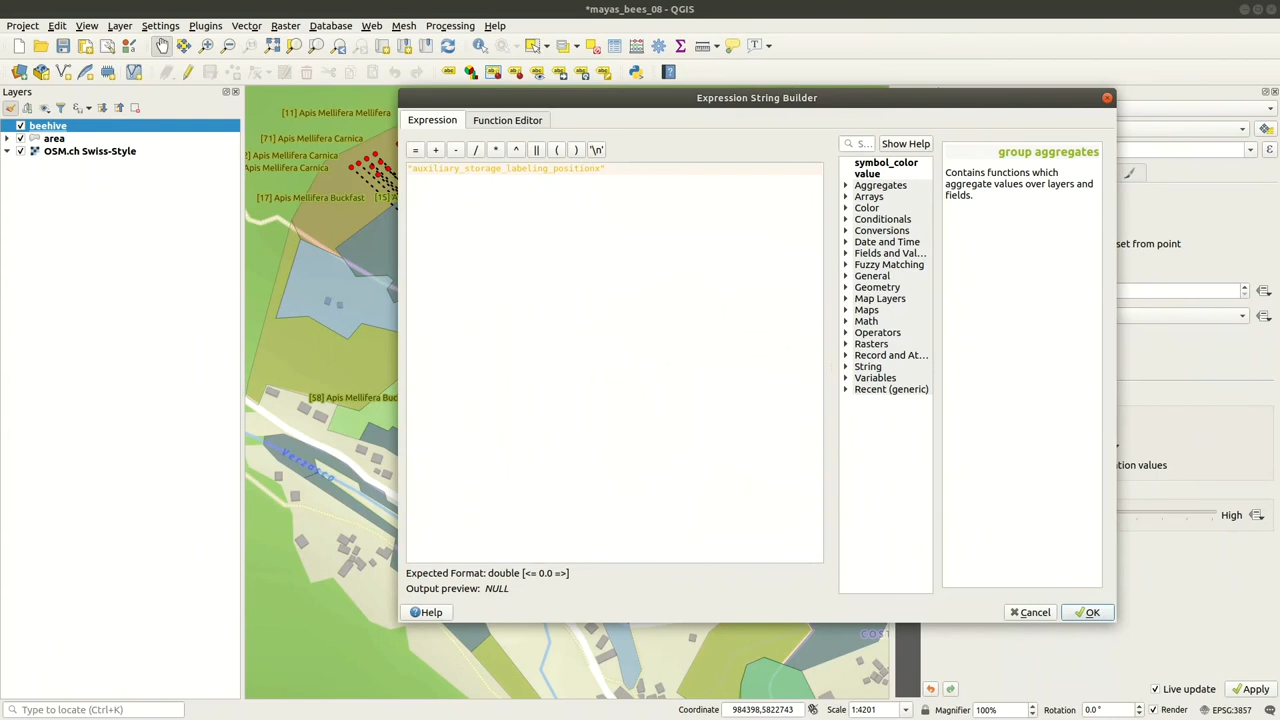 *mayas_bees_08 - QGIS
Project Edit View Layer Settings Plugins Vector Raster Database Web Mesh Processing Help
Layers
beehive
area
OSM.ch Swiss-Style
[11] Apis Mellifera Mellifera
[71] Apis Mellifera Carnica
2] Apis Mellifera Carnica
Apis Mellifera Carnica
[17] Apis Mellifera Buckfast
[15]
[58] Apis Mellifera Buc
Verzasca
Expression String Builder
Expression Function Editor
= + - / * ^ || ( ) '\n'
"auxiliary_storage_labeling_positionx"
Expected Format: double [<= 0.0 =>]
Output preview: NULL
Help
S... Show Help
symbol_color
value
Aggregates
Arrays
Color
Conditionals
Conversions
Date and Time
Fields and Val...
Fuzzy Matching
General
Geometry
Map Layers
Maps
Math
Operators
Rasters
Record and At...
String
Variables
Recent (generic)
group aggregates
Contains functions which
aggregate values over layers and
fields.
Cancel OK
set from point
ion values
High
COST
Live update Apply
Type to locate (Ctrl+K) Coordinate 984398,5822743 Scale 1:4201 Magnifier 100% Rotation 0.0 ° Render EPSG:3857